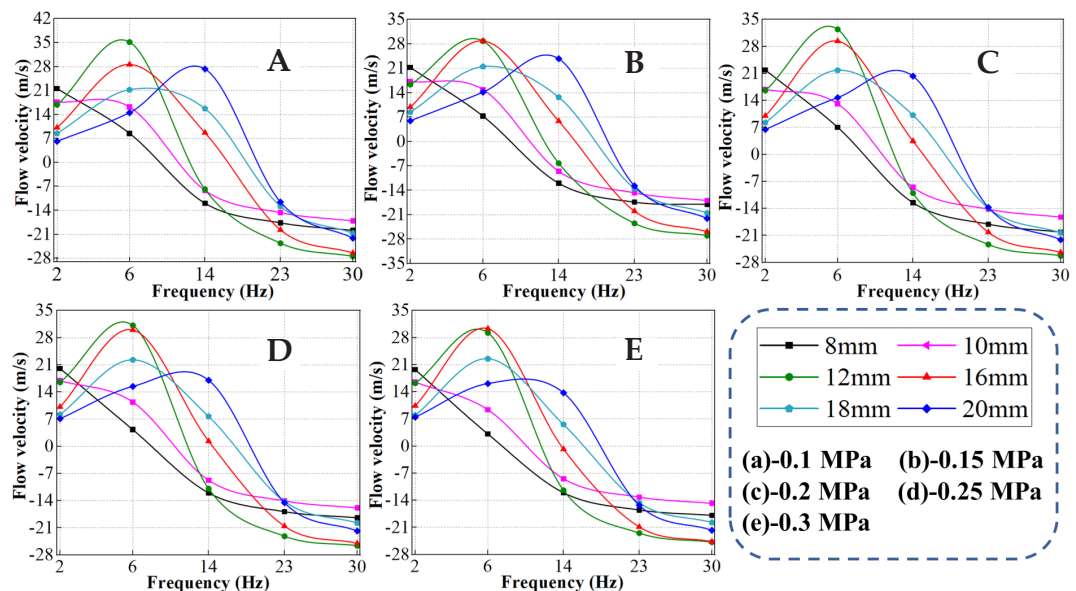 42
35
28
21
14
7
0
-7
-14
-21
-28
Flow velocity (m/s)
A
2 6 14 23 30
Frequency (Hz)
35
28
21
14
7
0
-7
-14
-21
-28
-35
Flow velocity (m/s)
B
2 6 14 23 30
Frequency (Hz)
35
28
21
14
7
0
-7
-14
-21
-28
Flow velocity (m/s)
C
2 6 14 23 30
Frequency (Hz)
35
28
21
14
7
0
-7
-14
-21
-28
Flow velocity (m/s)
D
2 6 14 23 30
Frequency (Hz)
35
28
21
14
7
0
-7
-14
-21
-28
Flow velocity (m/s)
E
2 6 14 23 30
Frequency (Hz)
8mm 10mm
12mm 16mm
18mm 20mm
(a)-0.1 MPa (b)-0.15 MPa
(c)-0.2 MPa (d)-0.25 MPa
(e)-0.3 MPa